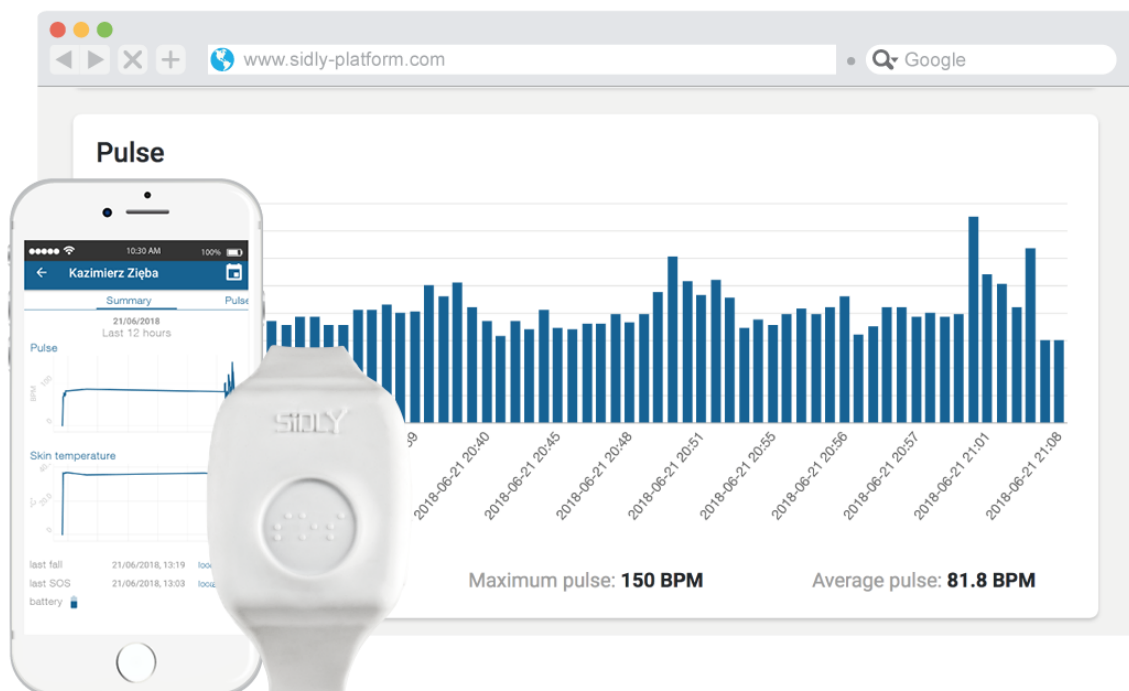 www.sidly-platform.com
Google
Pulse
10:30 AM
100%
Kazimierz Zięba
Summary
Pulse
21/06/2018
Last 12 hours
Pulse
BPM
100
0
Skin temperature
0
last fall
21/06/2018, 13:19
last SOS
21/06/2018, 13:03
battery
SiDLY
2018-06-21 20:40
2018-06-21 20:45
2018-06-21 20:48
2018-06-21 20:51
2018-06-21 20:55
2018-06-21 20:56
2018-06-21 20:57
2018-06-21 21:01
2018-06-21 21:08
Maximum pulse: 150 BPM
Average pulse: 81.8 BPM